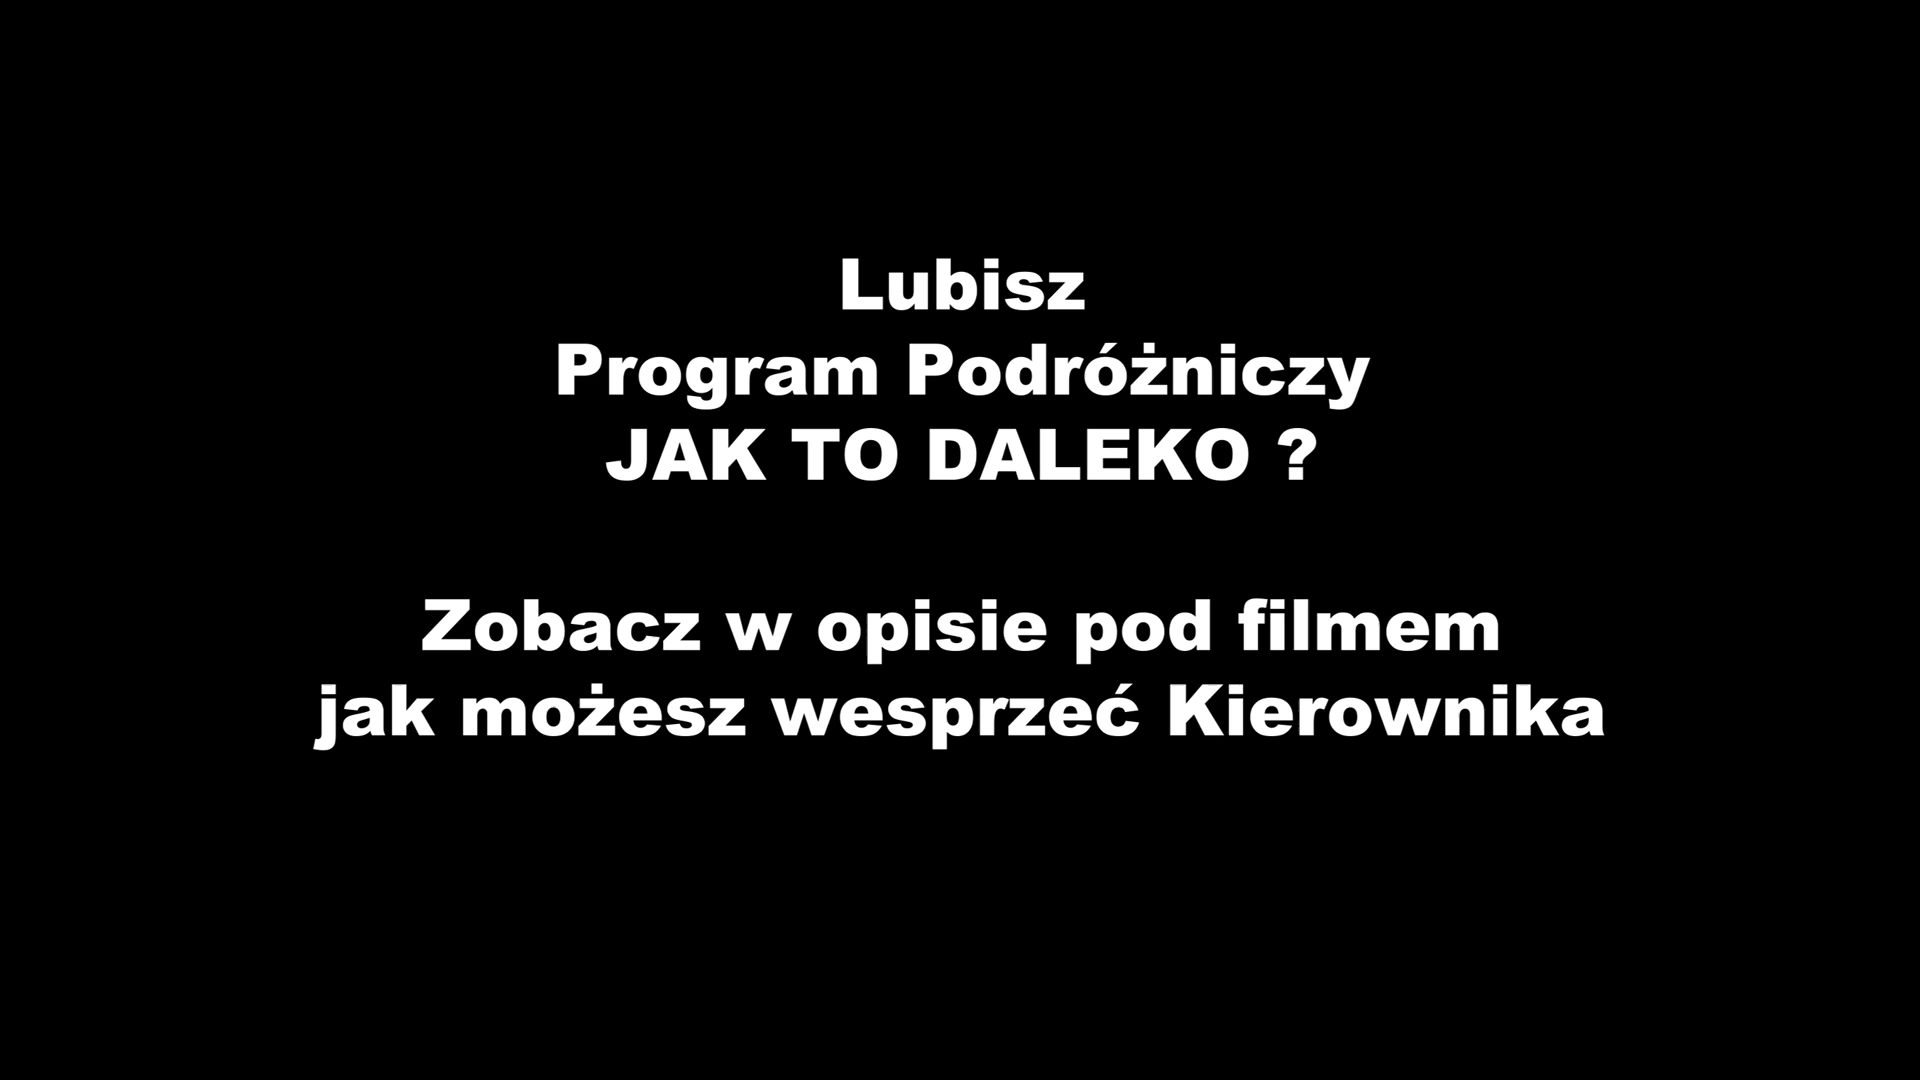 Lubisz
Program Podróżniczy
JAK TO DALEKO ?
Zobacz w opisie pod filmem
jak możesz wesprzeć Kierownika